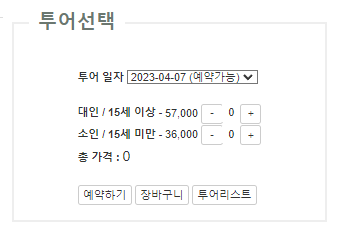 투어선택
투어 일자 2023-04-07 (예약가능)
대인 / 15세 이상 - 57,000 - 0 +
소인 / 15세 미만 - 36,000 - 0 +
총 가격 : 0
예약하기 장바구니 투어리스트